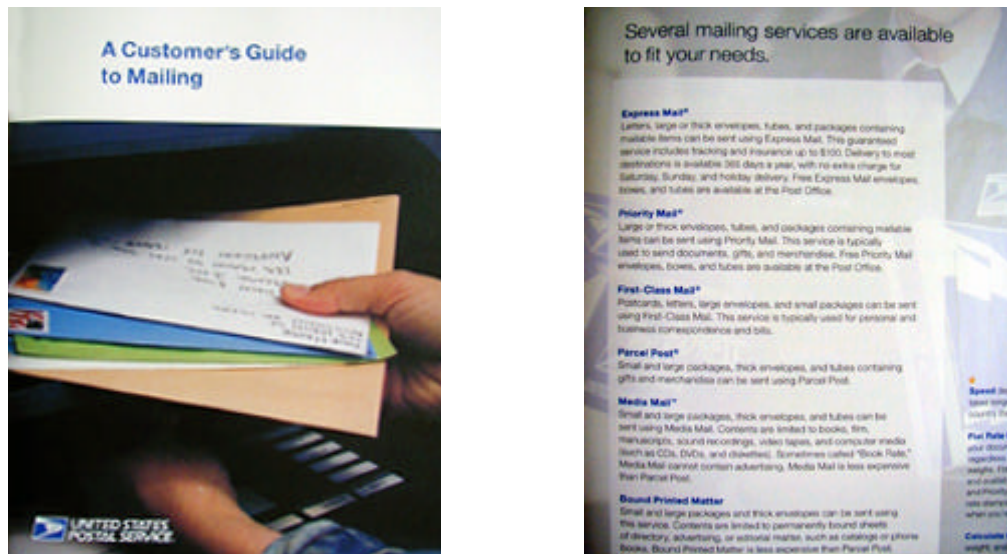 A Customer's Guide
to Mailing
UNITED STATES
POSTAL SERVICE
Several mailing services are available
to fit your needs.
Express Mail®
Letters, large or thick envelopes, tubes, and packages containing
mailable items can be sent using Express Mail. This guaranteed
service includes tracking and insurance up to $100. Delivery to most
destinations is available 365 days a year, with no extra charge for
Saturday, Sunday, and holiday delivery. Free Express Mail envelopes,
boxes, and tubes are available at the Post Office.
Priority Mail®
Large or thick envelopes, tubes, and packages containing mailable
items can be sent using Priority Mail. This service is typically
used to send documents, gifts, and merchandise. Free Priority Mail
envelopes, boxes, and tubes are available at the Post Office.
First-Class Mail®
Postcards, letters, large envelopes, and small packages can be sent
using First-Class Mail. This service is typically used for personal and
business correspondence and bills.
Parcel Post®
Small and large packages, thick envelopes, and tubes containing
gifts and merchandise can be sent using Parcel Post.
Media Mail™
Small and large packages, thick envelopes, and tubes can be
sent using Media Mail. Contents are limited to books, film,
manuscripts, sound recordings, video tapes, and computer media
(such as CDs, DVDs, and diskettes). Sometimes called "Book Rate,"
Media Mail cannot contain advertising. Media Mail is less expensive
than Parcel Post.
Bound Printed Matter
Small and large packages and thick envelopes can be sent using
this service. Contents are limited to permanently bound sheets
of directory, advertising, or editorial matter, such as catalogs or phone
books. Bound Printed Matter is less expensive than Parcel Post.
Speed
Flat Rate
your
regardless
weight.
and
and Priority
when you
weight,